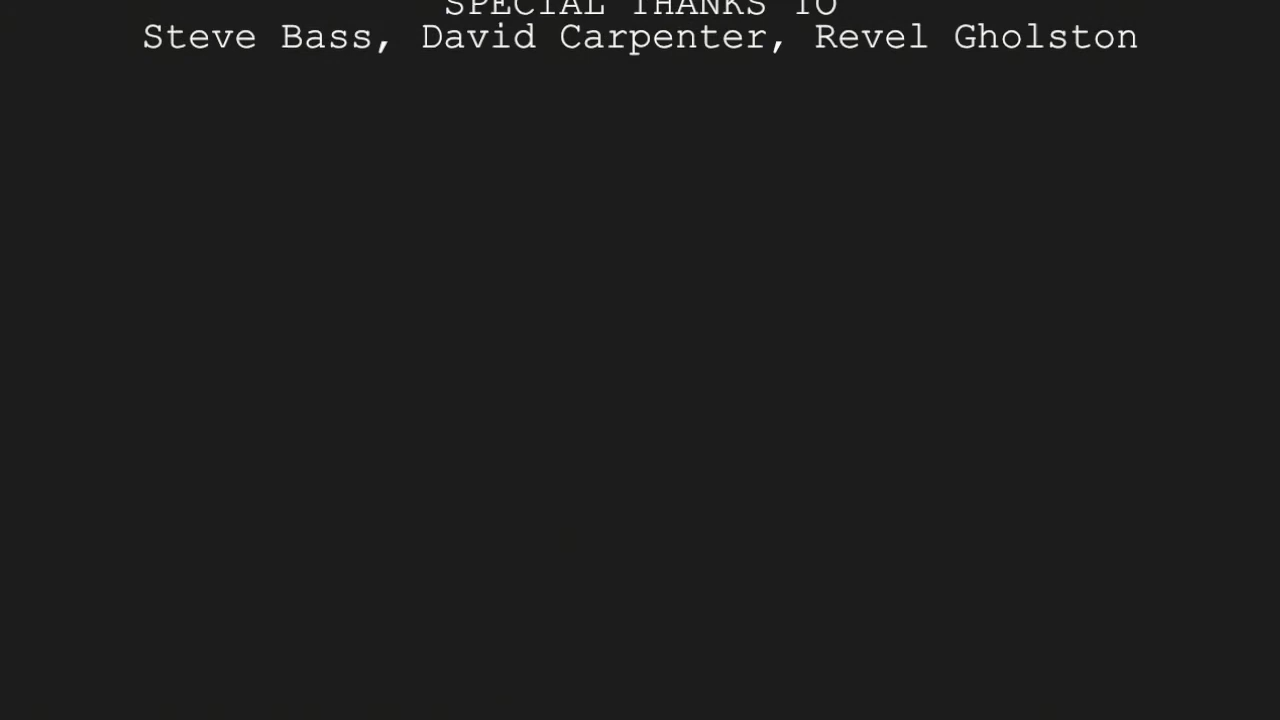 SPECIAL THANKS TO
Steve Bass, David Carpenter, Revel Gholston